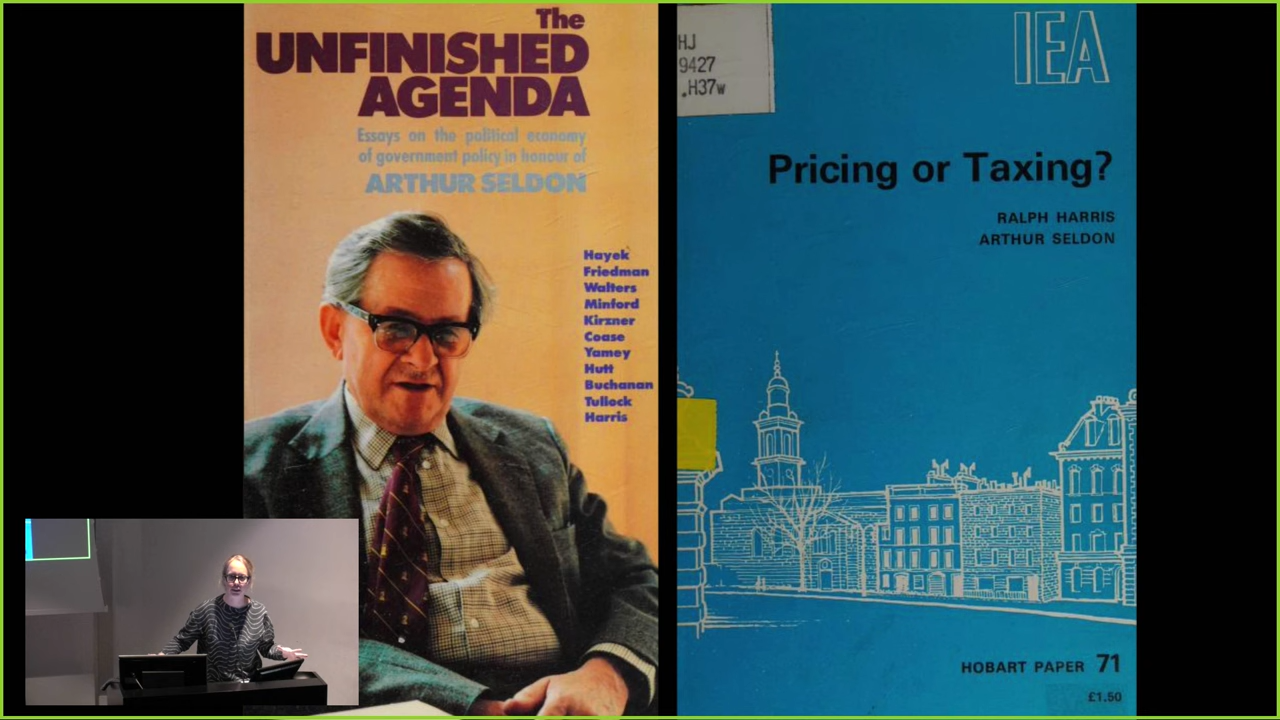 The
UNFINISHED
AGENDA
Essays on the political economy
of government policy in honour of
ARTHUR SELDON
Hayek
Friedman
Walters
Minford
Kirzner
Coase
Yamey
Hutt
Buchanan
Tullock
Harris
HJ
9427
.H37w
IEA
Pricing or Taxing?
RALPH HARRIS
ARTHUR SELDON
HOBART PAPER 71
£1.50